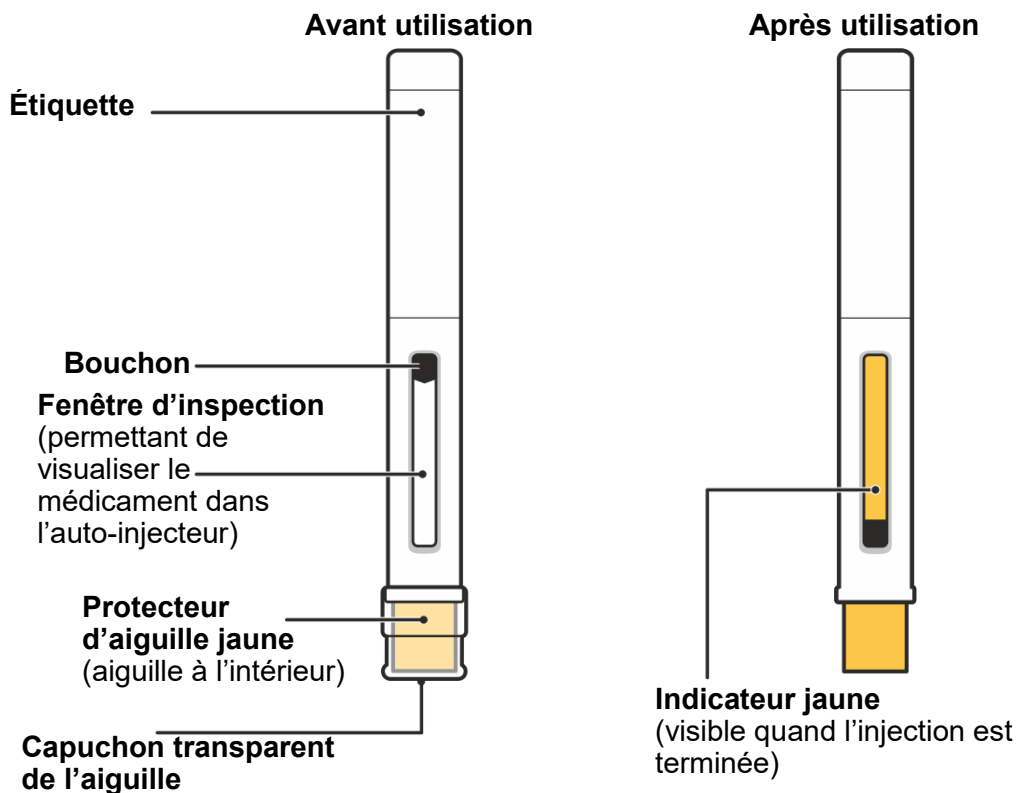 Avant utilisation
Après utilisation
Étiquette
Bouchon
Fenêtre d’inspection
(permettant de
visualiser le
médicament dans
l’auto-injecteur)
Protecteur
d’aiguille jaune
(aiguille à l’intérieur)
Capuchon transparent
de l’aiguille
Indicateur jaune
(visible quand l’injection est
terminée)